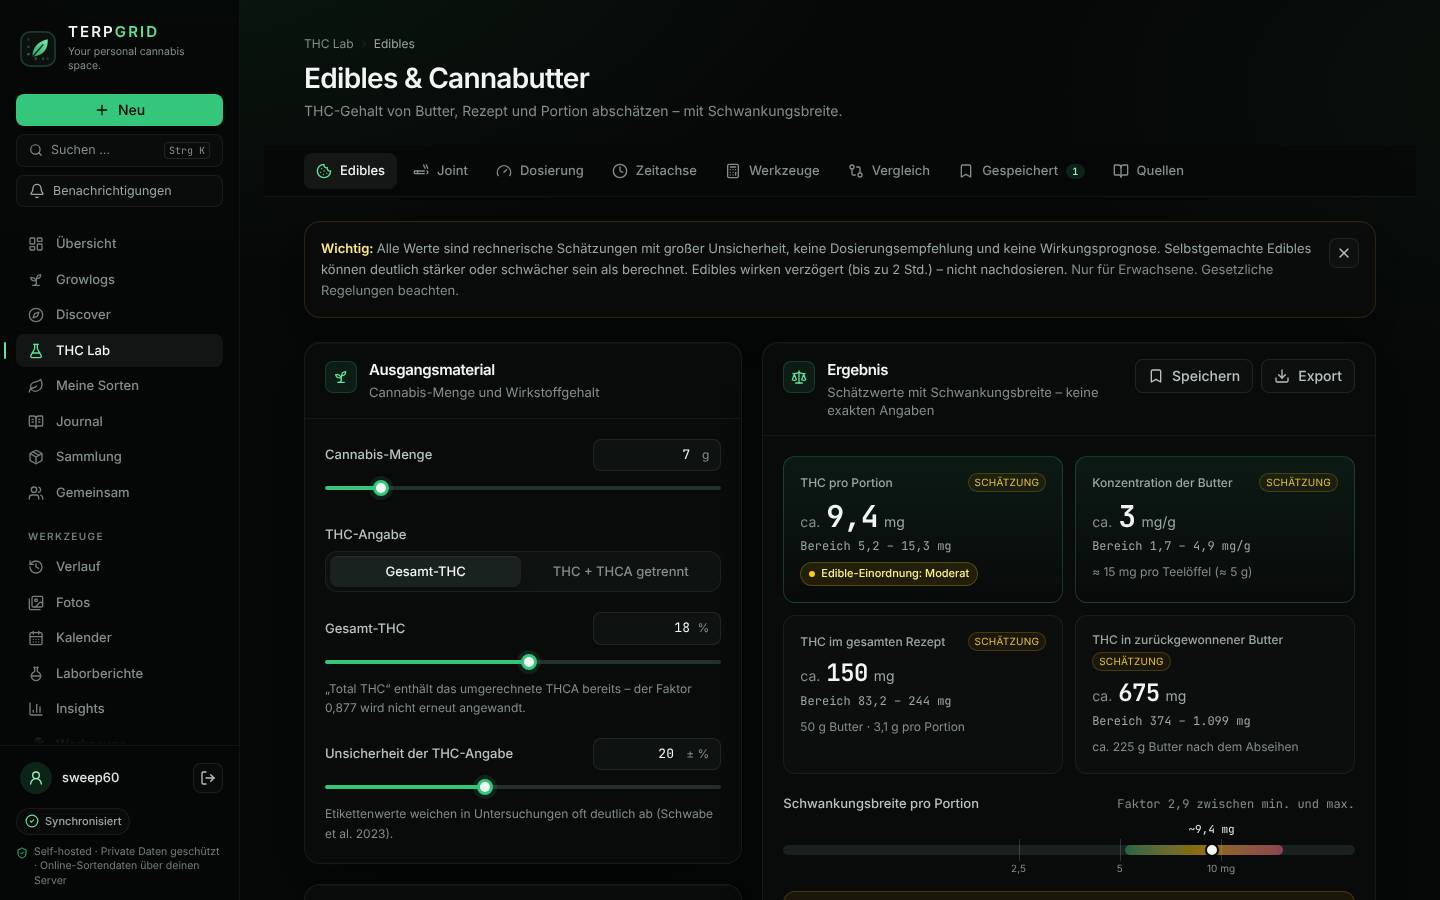 TERPGRID
Your personal cannabis
space.
Neu
Suchen ... Strg K
Benachrichtigungen
Übersicht
Growlogs
Discover
THC Lab
Meine Sorten
Journal
Sammlung
Gemeinsam
WERKZEUGE
Verlauf
Fotos
Kalender
Laborberichte
Insights
sweep60
Synchronisiert
Self-hosted · Private Daten geschützt
· Online-Sortendaten über deinen
Server
THC Lab › Edibles
Edibles & Cannabutter
THC-Gehalt von Butter, Rezept und Portion abschätzen – mit Schwankungsbreite.
Edibles Joint Dosierung Zeitachse Werkzeuge Vergleich Gespeichert 1 Quellen
Wichtig: Alle Werte sind rechnerische Schätzungen mit großer Unsicherheit, keine Dosierungsempfehlung und keine Wirkungsprognose. Selbstgemachte Edibles
können deutlich stärker oder schwächer sein als berechnet. Edibles wirken verzögert (bis zu 2 Std.) – nicht nachdosieren. Nur für Erwachsene. Gesetzliche
Regelungen beachten.
Ausgangsmaterial
Cannabis-Menge und Wirkstoffgehalt
Cannabis-Menge 7 g
THC-Angabe
Gesamt-THC THC + THCA getrennt
Gesamt-THC 18 %
„Total THC“ enthält das umgerechnete THCA bereits – der Faktor
0,877 wird nicht erneut angewandt.
Unsicherheit der THC-Angabe 20 ± %
Etikettenwerte weichen in Untersuchungen oft deutlich ab (Schwabe
et al. 2023).
Ergebnis
Schätzwerte mit Schwankungsbreite – keine
exakten Angaben
Speichern Export
THC pro Portion SCHÄTZUNG
ca. 9,4 mg
Bereich 5,2 – 15,3 mg
Edible-Einordnung: Moderat
Konzentration der Butter SCHÄTZUNG
ca. 3 mg/g
Bereich 1,7 – 4,9 mg/g
≈ 15 mg pro Teelöffel (≈ 5 g)
THC im gesamten Rezept SCHÄTZUNG
ca. 150 mg
Bereich 83,2 – 244 mg
50 g Butter · 3,1 g pro Portion
THC in zurückgewonnener Butter
SCHÄTZUNG
ca. 675 mg
Bereich 374 – 1.099 mg
ca. 225 g Butter nach dem Abseihen
Schwankungsbreite pro Portion Faktor 2,9 zwischen min. und max.
~9,4 mg
2,5 5 10 mg